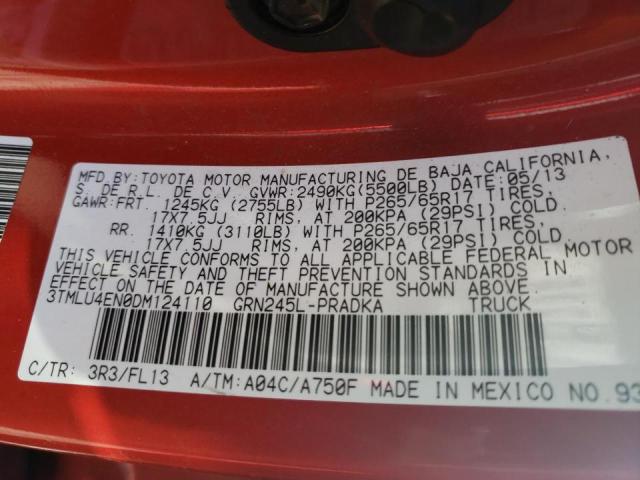 MFD. BY: TOYOTA MOTOR MANUFACTURING DE BAJA CALIFORNIA,
S. DE R.L. DE C.V. GVWR: 2490KG(5500LB) DATE: 05/13
GAWR: FRT 1245KG (2755LB) WITH P265/65R17 TIRES,
17X7.5JJ RIMS, AT 200KPA (29PSI) COLD.
RR. 1410KG (3110LB) WITH P265/65R17 TIRES,
17X7.5JJ RIMS, AT 200KPA (29PSI) COLD
THIS VEHICLE CONFORMS TO ALL APPLICABLE FEDERAL MOTOR
VEHICLE SAFETY AND THEFT PREVENTION STANDARDS IN
EFFECT ON THE DATE OF MANUFACTURE SHOWN ABOVE.
3TMLU4EN0DM124110 GRN245L-PRADKA TRUCK
C/TR: 3R3/FL13 A/TM: A04C/A750F MADE IN MEXICO NO. 93